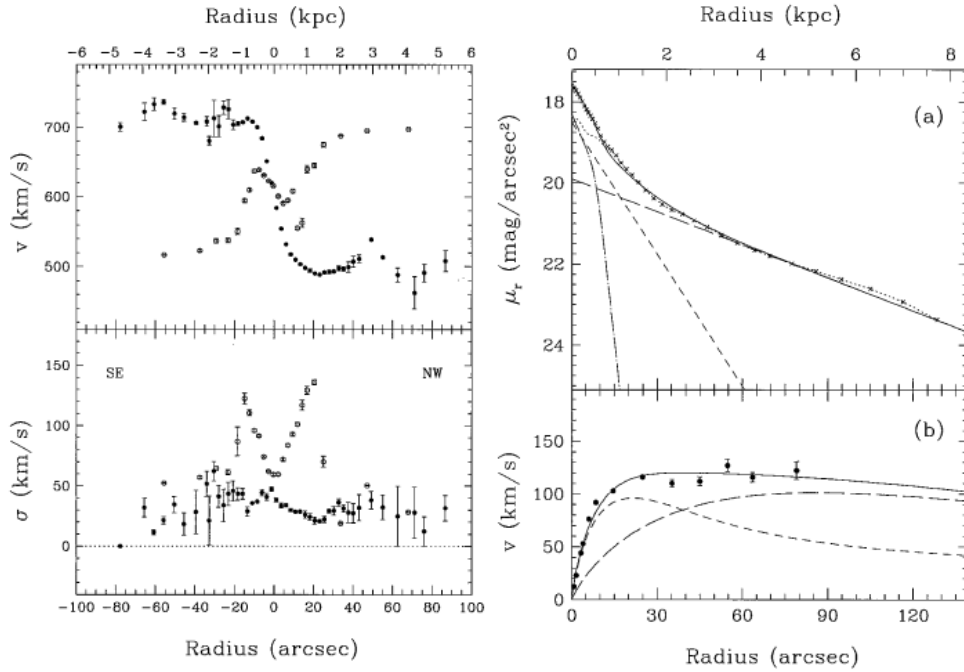 Radius (kpc)
−6 −5 −4 −3 −2 −1 0 1 2 3 4 5 6
700
600
500
v (km/s)
SE
NW
150
100
50
0
σ (km/s)
−100 −80 −60 −40 −20 0 20 40 60 80 100
Radius (arcsec)
Radius (kpc)
0 2 4 6 8
(a)
18
20
22
24
μr (mag/arcsec²)
(b)
150
100
50
0
v (km/s)
0 30 60 90 120
Radius (arcsec)